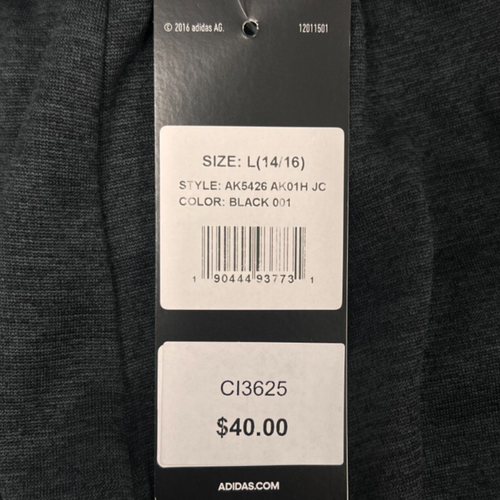 © 2016 adidas AG.
12011501
SIZE: L(14/16)
STYLE: AK5426 AK01H JC
COLOR: BLACK 001
1 90444 93773 1
CI3625
$40.00
ADIDAS.COM